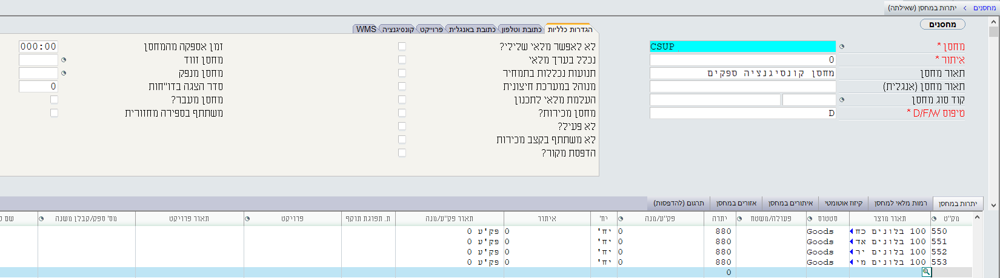 מחסנים > יתרות במחסן (שאילתה)
מחסנים
מחסן *
CSUP
איתור *
0
תאור מחסן
מחסן קונסיגנציה ספקים
תאור מחסן (אנגלית)
קוד סוג מחסן
טיפוס D/F/W *
D
הגדרות כלליות
כתובת וטלפון
כתובת באנגלית
פרוייקט
קונסיגנציה
WMS
לא לאפשר מלאי שלילי?
נכלל בערך מלאי
תנועות נכללות בתמחיר
מנוהל במערכת חיצונית
העלמת מלאי לתכנון
מחסן מכירות?
לא פעיל?
לא משתתף בקצב מכירות
הדפסת מקור?
זמן אספקה מהמחסן
000:00
מחסן זווד
מחסן מנפק
סדר הצגה בדו"חות
0
מחסן מעבר?
משתתף בספירה מחזורית
יתרות במחסן
רמות מלאי למחסן
קיזוז אוטומטי
איתורים במחסן
אזורים במחסן
תרגום (להדפסות)
מק"ט תאור מוצר סטטוס פעולה/משטח יתרה יח' פק"ע/מנה איתור תאור פק"ע/מנה ת. תפוגת תוקף פרויקט תאור פרויקט מס' ספק/קבלן משנה שם
550 100 בלונים כח Goods 880 יח' 0 0 פק'ע 0
551 100 בלונים אד Goods 880 יח' 0 0 פק'ע 0
552 100 בלונים יר Goods 880 יח' 0 0 פק'ע 0
553 100 בלונים מי Goods 880 יח' 0 0 פק'ע 0
0